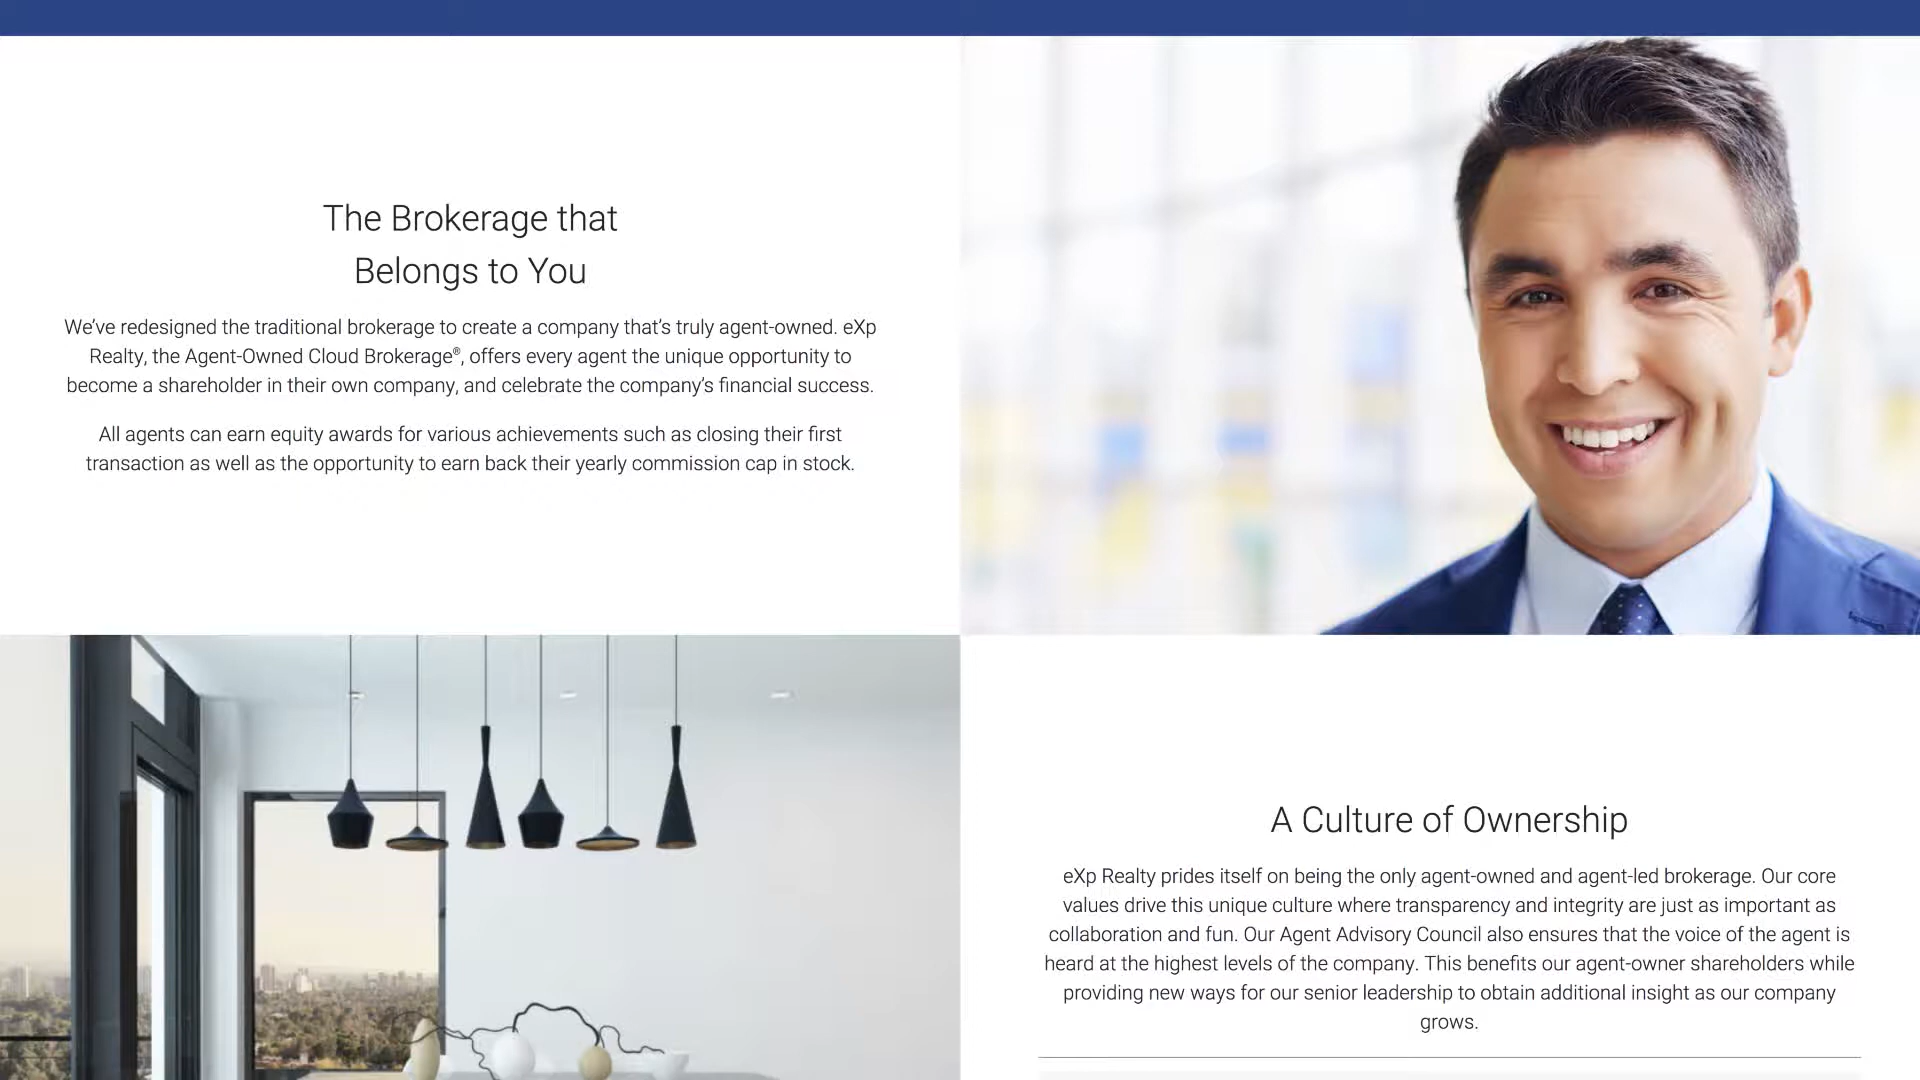 The Brokerage that
Belongs to You
We’ve redesigned the traditional brokerage to create a company that’s truly agent-owned. eXp
Realty, the Agent-Owned Cloud Brokerage®, offers every agent the unique opportunity to
become a shareholder in their own company, and celebrate the company’s financial success.
All agents can earn equity awards for various achievements such as closing their first
transaction as well as the opportunity to earn back their yearly commission cap in stock.
A Culture of Ownership
eXp Realty prides itself on being the only agent-owned and agent-led brokerage. Our core
values drive this unique culture where transparency and integrity are just as important as
collaboration and fun. Our Agent Advisory Council also ensures that the voice of the agent is
heard at the highest levels of the company. This benefits our agent-owner shareholders while
providing new ways for our senior leadership to obtain additional insight as our company
grows.